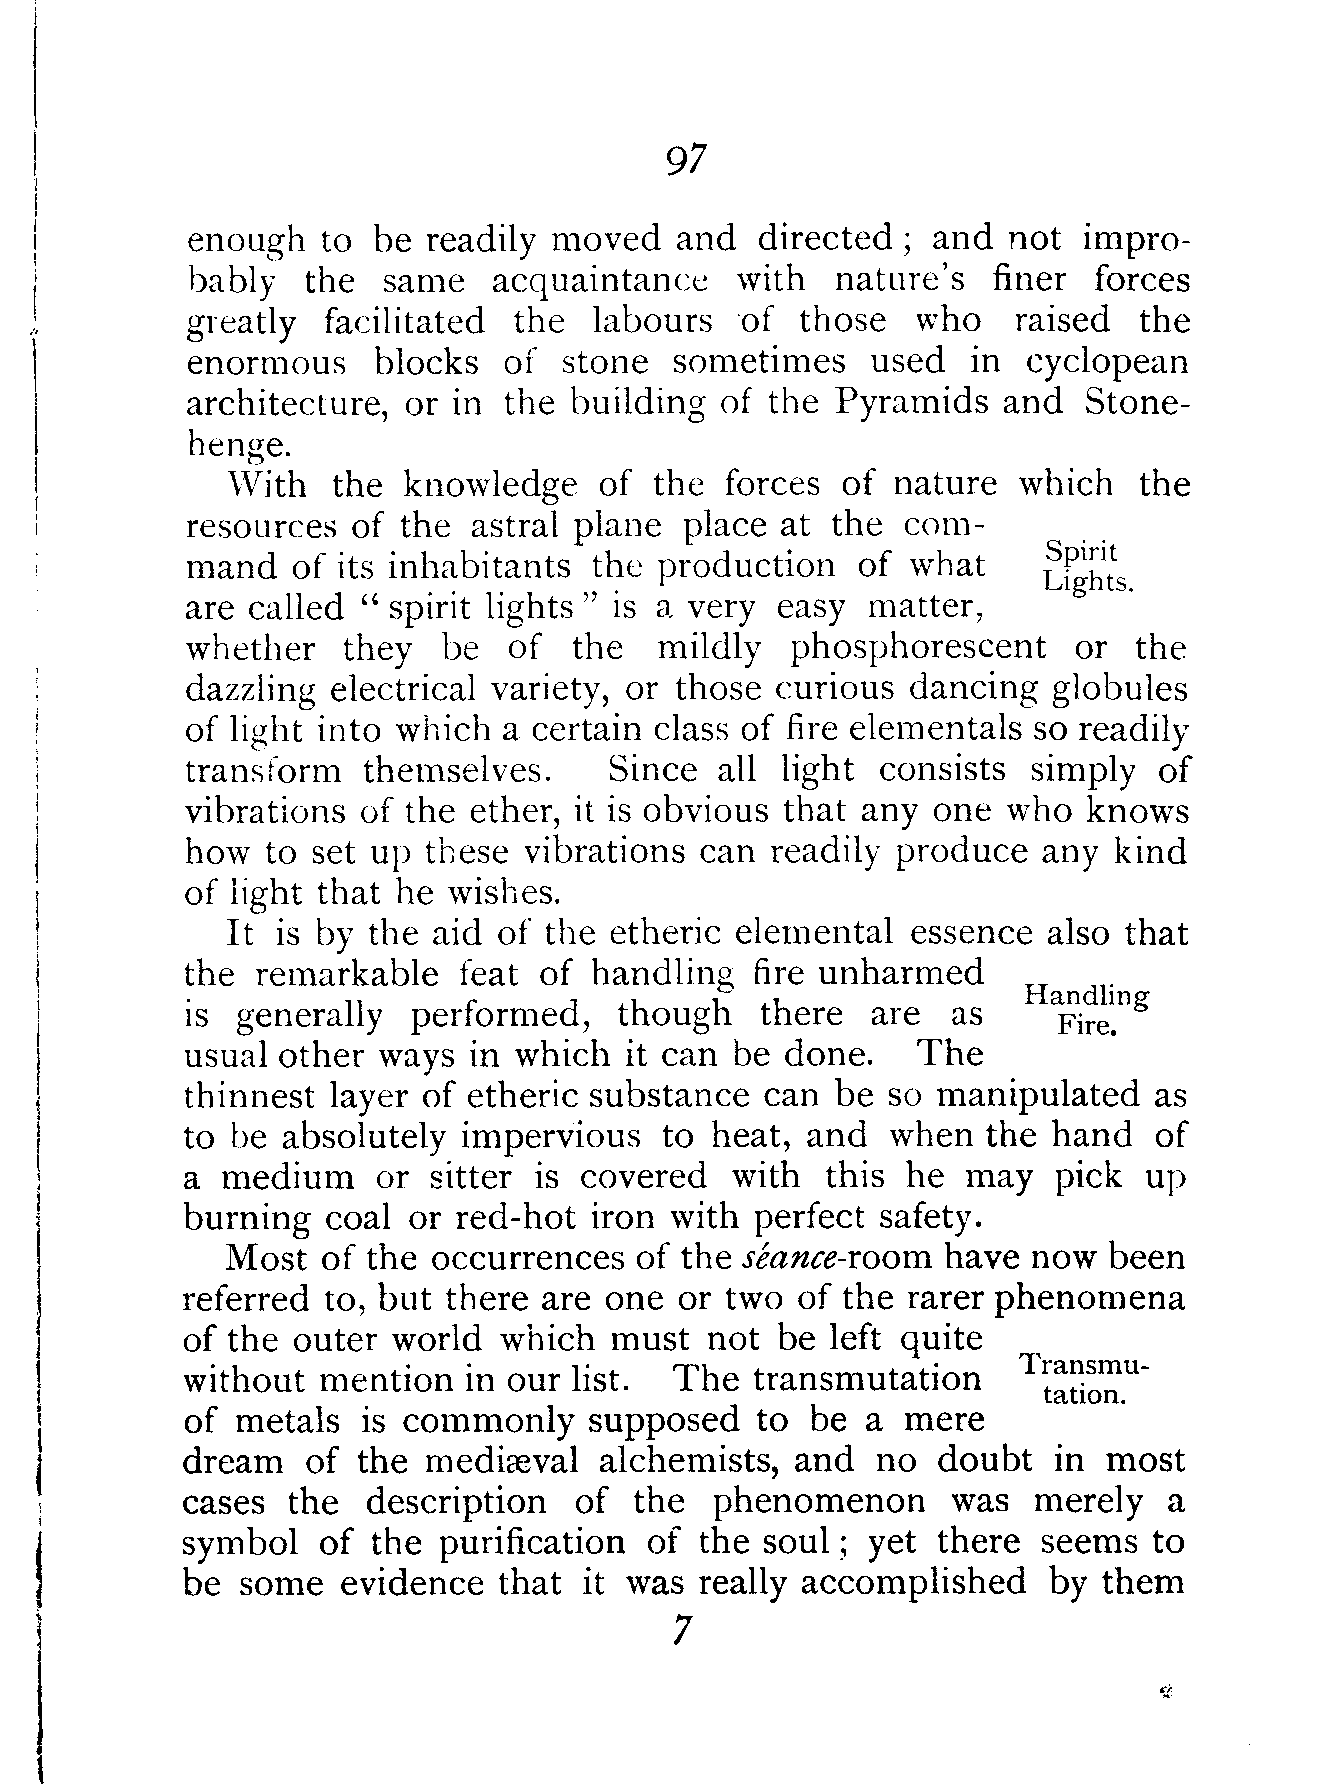 97
enough to be readily moved and directed ; and not impro-
bably the same acquaintance with nature's finer forces
greatly facilitated the labours of those who raised the
enormous blocks of stone sometimes used in cyclopean
architecture, or in the building of the Pyramids and Stone-
henge.
With the knowledge of the forces of nature which the
resources of the astral plane place at the com-
mand of its inhabitants the production of what
are called “ spirit lights ” is a very easy matter,
Spirit
Lights.
whether they be of the mildly phosphorescent or the
dazzling electrical variety, or those curious dancing globules
of light into which a certain class of fire elementals so readily
transform themselves. Since all light consists simply of
vibrations of the ether, it is obvious that any one who knows
how to set up these vibrations can readily produce any kind
of light that he wishes.
It is by the aid of the etheric elemental essence also that
the remarkable feat of handling fire unharmed
is generally performed, though there are as
usual other ways in which it can be done. The
Handling
Fire.
thinnest layer of etheric substance can be so manipulated as
to be absolutely impervious to heat, and when the hand of
a medium or sitter is covered with this he may pick up
burning coal or red-hot iron with perfect safety.
Most of the occurrences of the séance-room have now been
referred to, but there are one or two of the rarer phenomena
of the outer world which must not be left quite
without mention in our list. The transmutation
of metals is commonly supposed to be a mere
Transmu-
tation.
dream of the mediæval alchemists, and no doubt in most
cases the description of the phenomenon was merely a
symbol of the purification of the soul ; yet there seems to
be some evidence that it was really accomplished by them
7